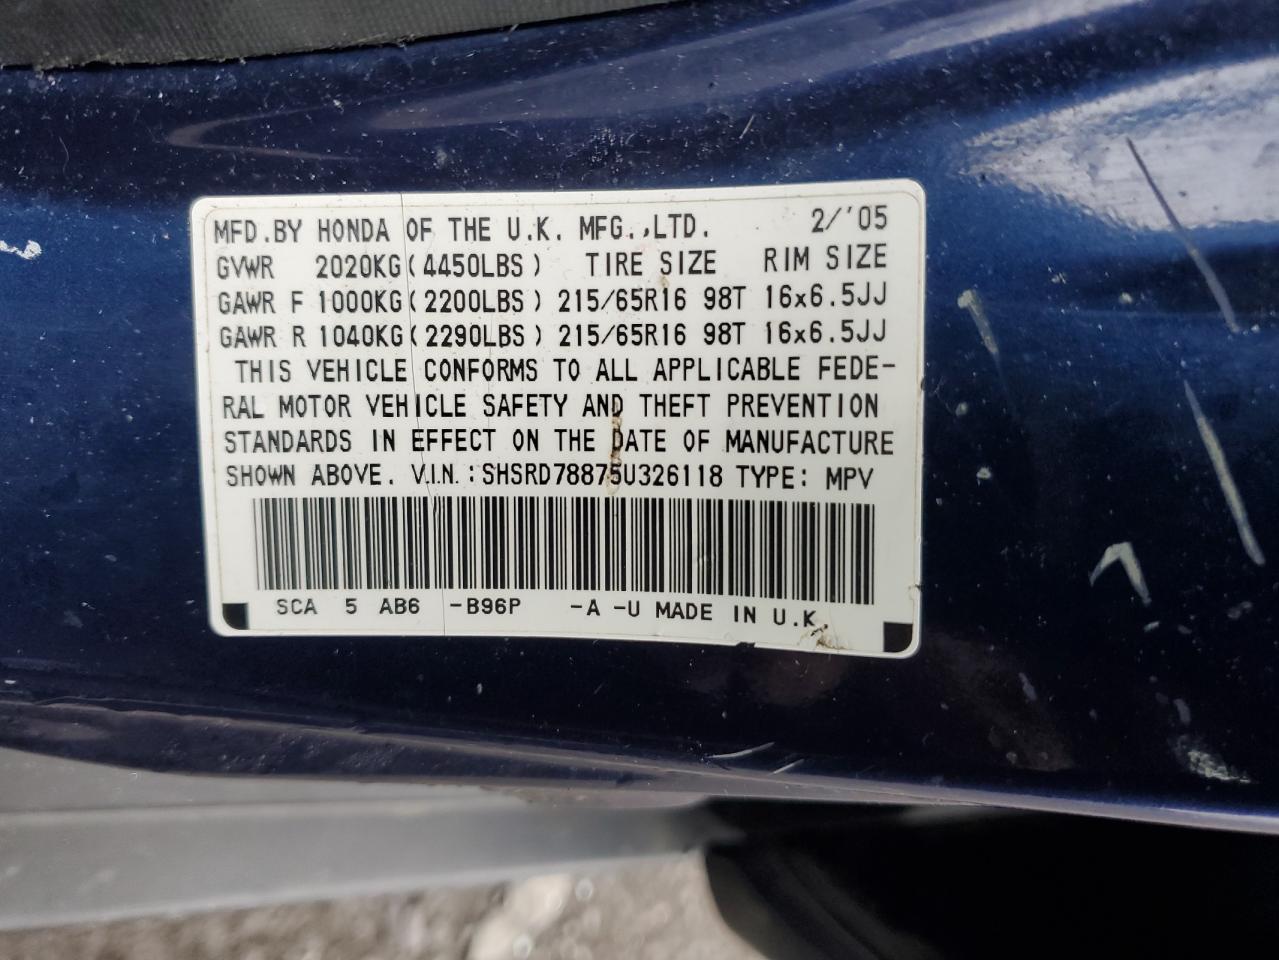 MFD.BY HONDA OF THE U.K. MFG.,LTD. 2/'05
GVWR 2020KG(4450LBS) TIRE SIZE RIM SIZE
GAWR F 1000KG(2200LBS) 215/65R16 98T 16x6.5JJ
GAWR R 1040KG(2290LBS) 215/65R16 98T 16x6.5JJ
THIS VEHICLE CONFORMS TO ALL APPLICABLE FEDE-
RAL MOTOR VEHICLE SAFETY AND THEFT PREVENTION
STANDARDS IN EFFECT ON THE DATE OF MANUFACTURE
SHOWN ABOVE. V.I.N.: SHSRD78875U326118 TYPE: MPV
SCA 5 AB6 -B96P -A -U MADE IN U.K.